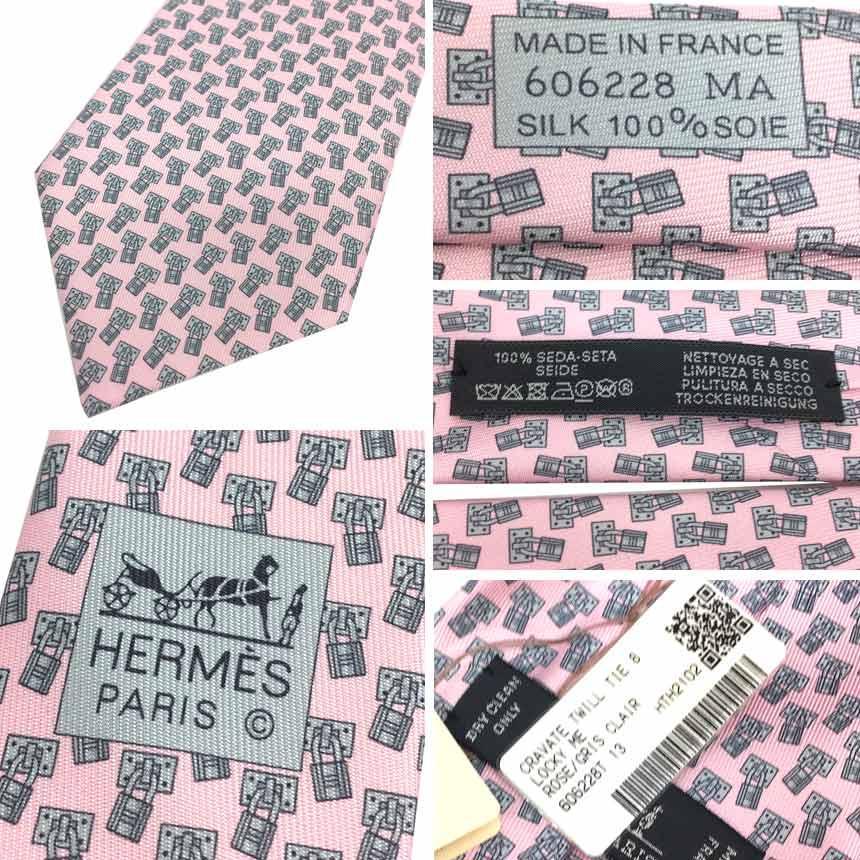 MADE IN FRANCE
606228 MA
SILK 100% SOIE
100% SEDA-SETA
SEIDE
NETTOYAGE A SEC
LIMPIEZA EN SECO
PULITURA A SECCO
TROCKENREINIGUNG
HERMÈS
PARIS ©
DRY CLEAN
ONLY
CRAVATE TWILL TIE 8
LOCKY ME
ROSE/GRIS CLAIR
606228T 13
HTH2102